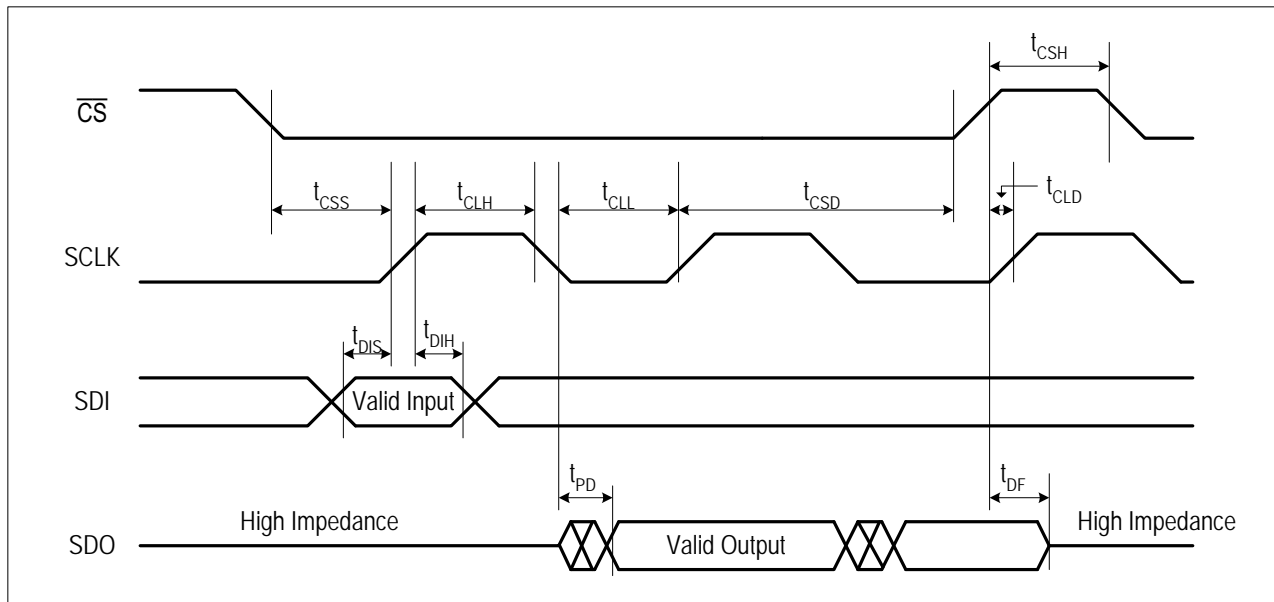 tCSH
CS
tCSS
tCLH
tCLL
tCSD
tCLD
SCLK
tDIS
tDIH
SDI
Valid Input
tPD
tDF
High Impedance
High Impedance
SDO
Valid Output